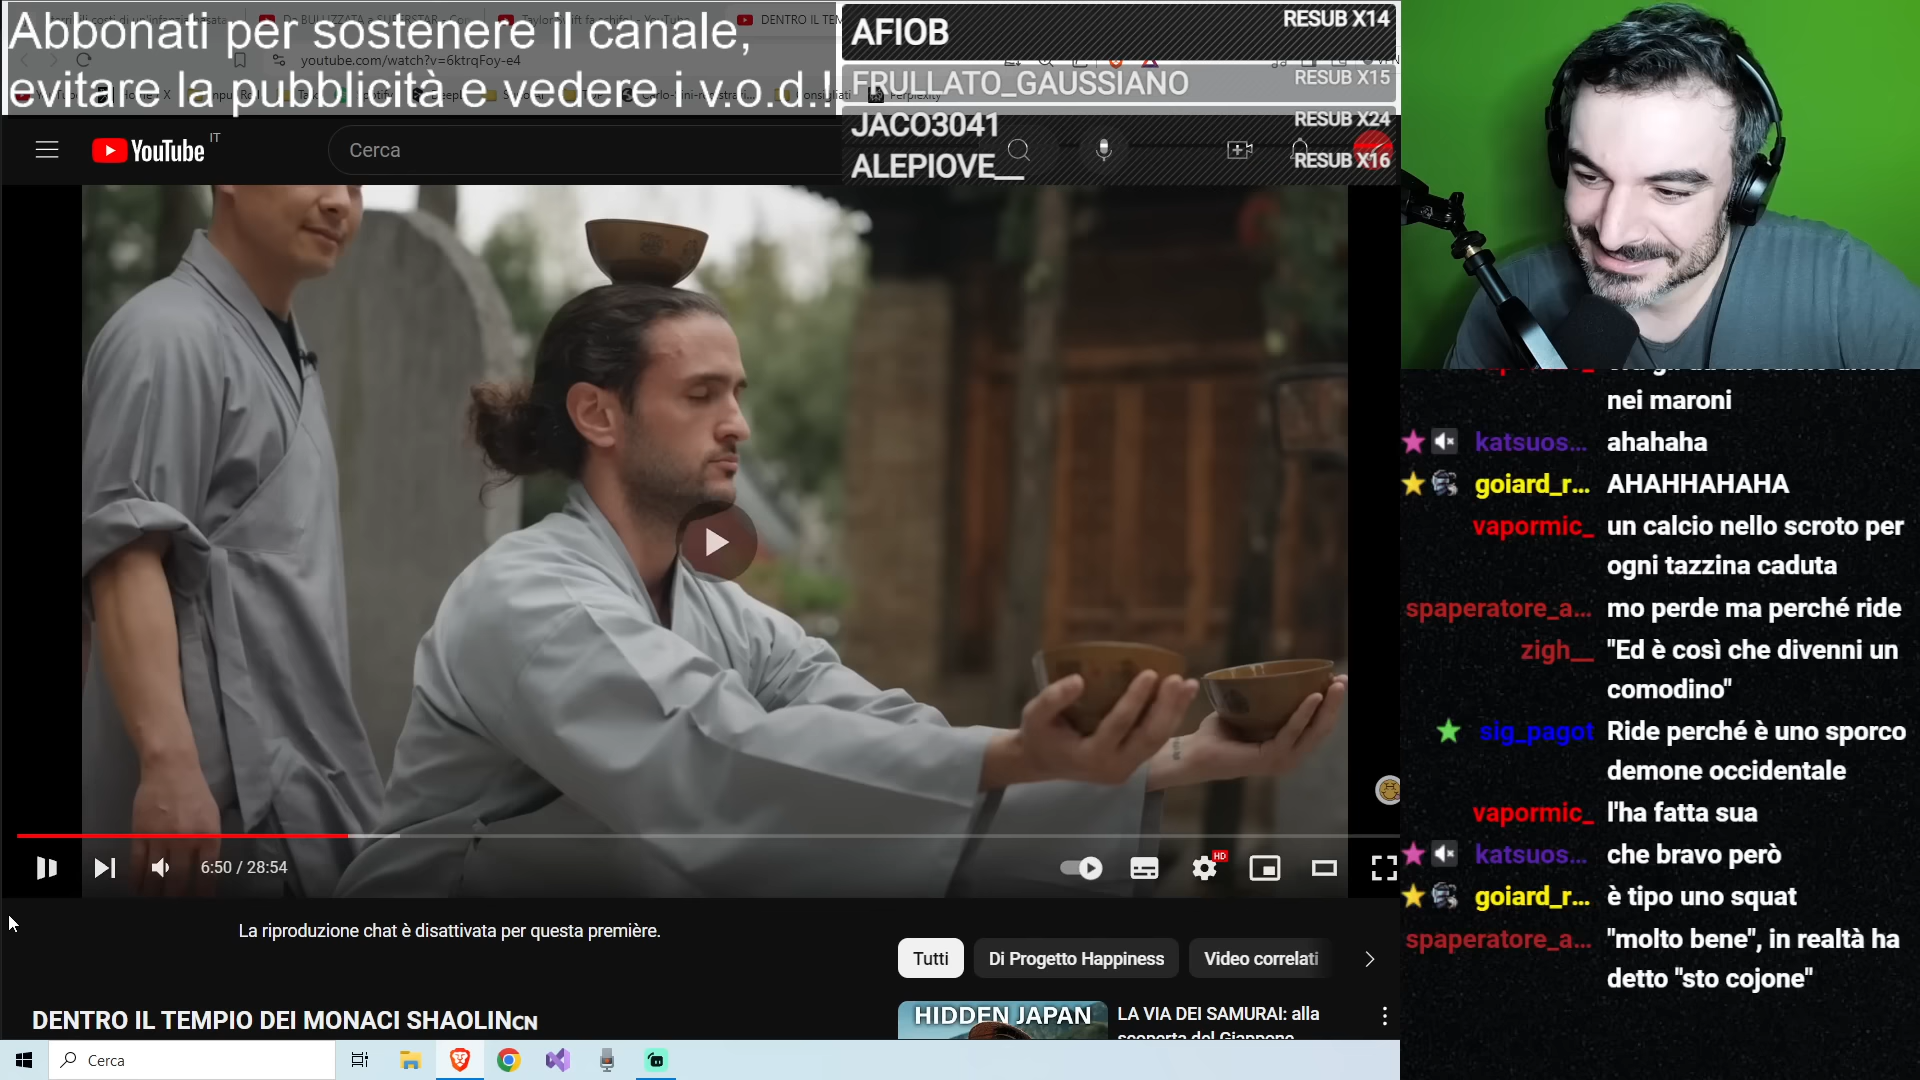 Abbonati per sostenere il canale,
evitare la pubblicità e vedere i v.o.d.!
youtube.com/watch?v=6ktrqFoy-e4
AFIOB
RESUB X14
FRULLATO_GAUSSIANO
RESUB X15
JACO3041
RESUB X24
ALEPIOVE__
RESUB X16
YouTube
IT
Cerca
6:50 / 28:54
HD
La riproduzione chat è disattivata per questa première.
Tutti
Di Progetto Happiness
Video correlati
DENTRO IL TEMPIO DEI MONACI SHAOLIN CN
HIDDEN JAPAN
LA VIA DEI SAMURAI: alla
scoperta del Giappone
Cerca
nei maroni
katsuos... ahahaha
goiard_r... AHAHHAHAHA
vapormic_ un calcio nello scroto per
ogni tazzina caduta
spaperatore_a... mo perde ma perché ride
zigh__ "Ed è così che divenni un
comodino"
sig_pagot Ride perché è uno sporco
demone occidentale
vapormic_ l'ha fatta sua
katsuos... che bravo però
goiard_r... è tipo uno squat
spaperatore_a... "molto bene", in realtà ha
detto "sto cojone"